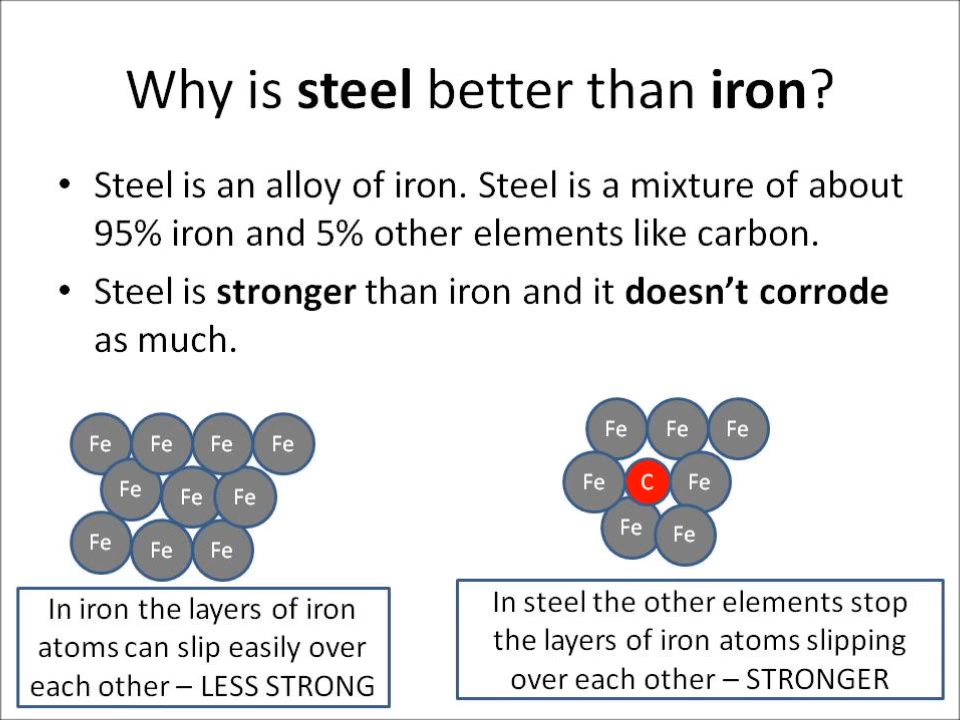 Why is steel better than iron?
• Steel is an alloy of iron. Steel is a mixture of about
95% iron and 5% other elements like carbon.
• Steel is stronger than iron and it doesn't corrode
as much.
Fe Fe Fe Fe
Fe Fe Fe
Fe Fe Fe
In iron the layers of iron
atoms can slip easily over
each other – LESS STRONG
Fe Fe Fe
Fe C Fe
Fe Fe
In steel the other elements stop
the layers of iron atoms slipping
over each other – STRONGER